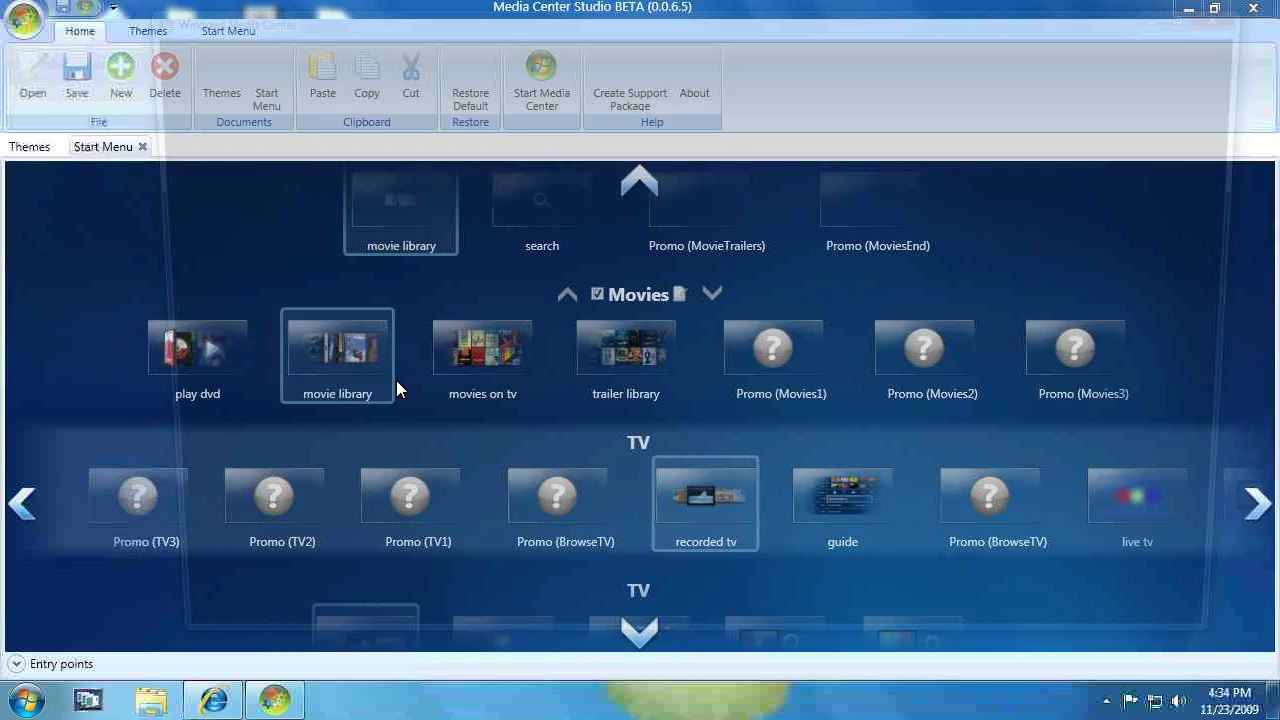 Media Center Studio BETA (0.0.6.5)
Windows Media Center
Home Themes Start Menu
Open Save New Delete Themes Start Menu Paste Copy Cut Restore Default Start Media Center Create Support Package About
File Documents Clipboard Restore Help
Themes Start Menu
movie library search Promo (MovieTrailers) Promo (MoviesEnd)
Movies
play dvd movie library movies on tv trailer library Promo (Movies1) Promo (Movies2) Promo (Movies3)
TV
Promo (TV3) Promo (TV2) Promo (TV1) Promo (BrowseTV) recorded tv guide Promo (BrowseTV) live tv
TV
Entry points
4:34 PM
11/23/2009